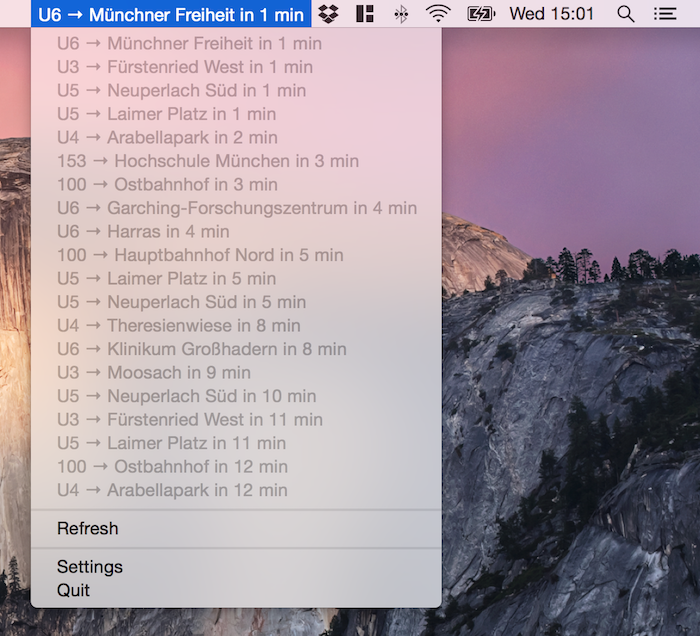 U6 → Münchner Freiheit in 1 min
Wed 15:01
U6 → Münchner Freiheit in 1 min
U3 → Fürstenried West in 1 min
U5 → Neuperlach Süd in 1 min
U5 → Laimer Platz in 1 min
U4 → Arabellapark in 2 min
153 → Hochschule München in 3 min
100 → Ostbahnhof in 3 min
U6 → Garching-Forschungszentrum in 4 min
U6 → Harras in 4 min
100 → Hauptbahnhof Nord in 5 min
U5 → Laimer Platz in 5 min
U5 → Neuperlach Süd in 5 min
U4 → Theresienwiese in 8 min
U6 → Klinikum Großhadern in 8 min
U3 → Moosach in 9 min
U5 → Neuperlach Süd in 10 min
U3 → Fürstenried West in 11 min
U5 → Laimer Platz in 11 min
100 → Ostbahnhof in 12 min
U4 → Arabellapark in 12 min
Refresh
Settings
Quit